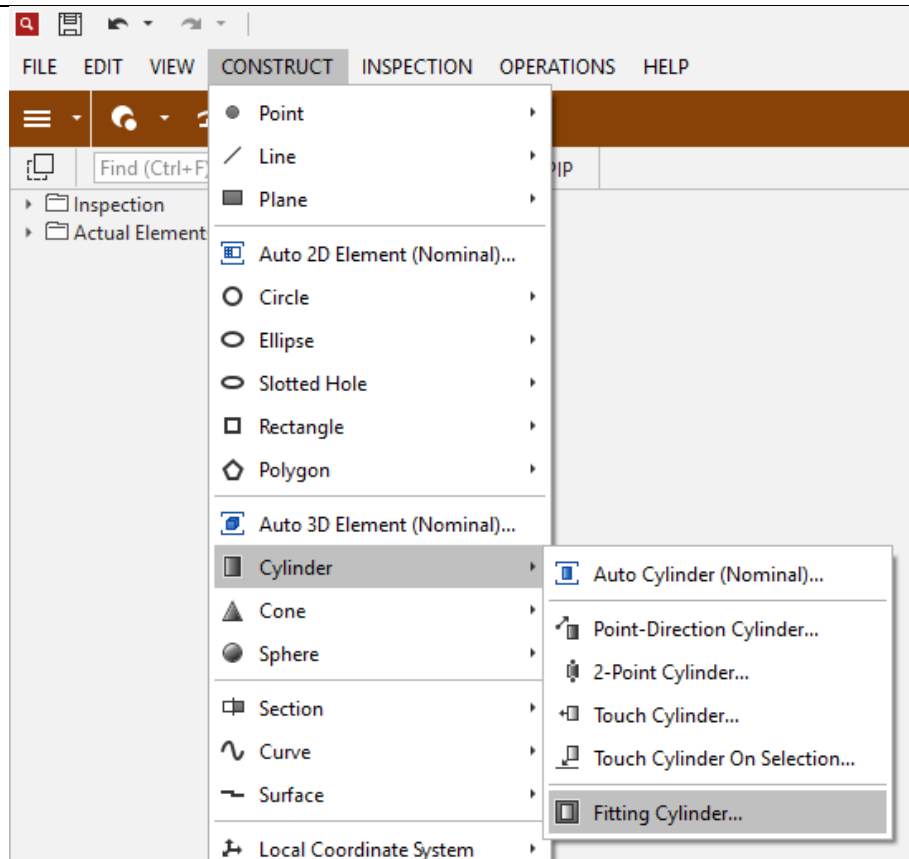 FILE EDIT VIEW CONSTRUCT INSPECTION OPERATIONS HELP
Find (Ctrl+F)
Inspection
Actual Element
Point
Line
Plane
Auto 2D Element (Nominal)...
Circle
Ellipse
Slotted Hole
Rectangle
Polygon
Auto 3D Element (Nominal)...
Cylinder
Cone
Sphere
Section
Curve
Surface
Local Coordinate System
Auto Cylinder (Nominal)...
Point-Direction Cylinder...
2-Point Cylinder...
Touch Cylinder...
Touch Cylinder On Selection...
Fitting Cylinder...